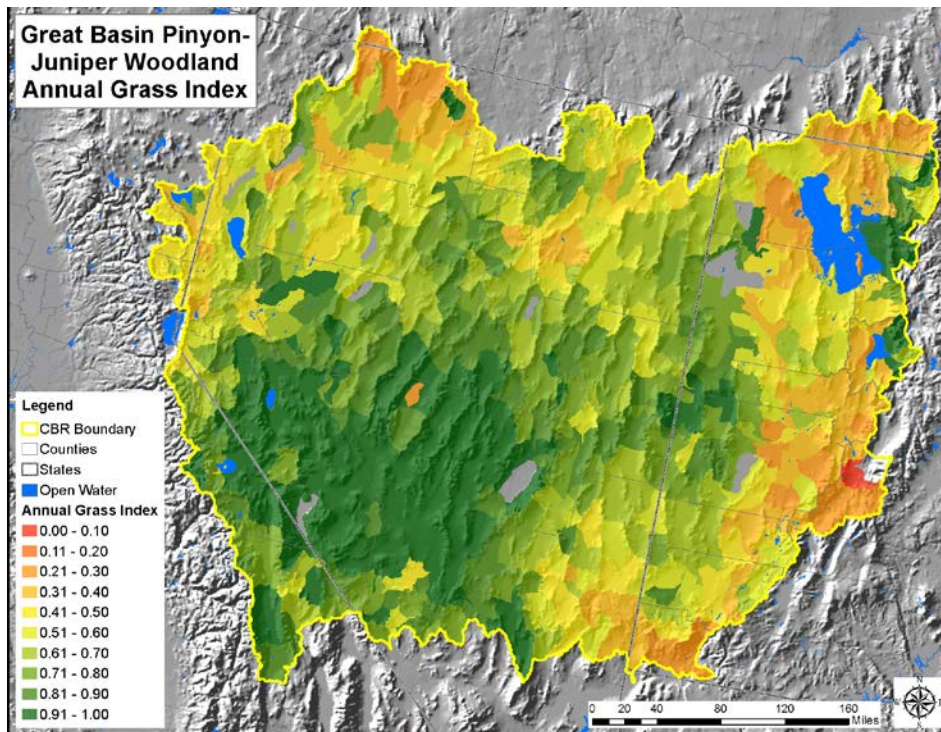 Great Basin Pinyon-
Juniper Woodland
Annual Grass Index
Legend
CBR Boundary
Counties
States
Open Water
Annual Grass Index
0.00 - 0.10
0.11 - 0.20
0.21 - 0.30
0.31 - 0.40
0.41 - 0.50
0.51 - 0.60
0.61 - 0.70
0.71 - 0.80
0.81 - 0.90
0.91 - 1.00
N
0 20 40 80 120 160
Miles